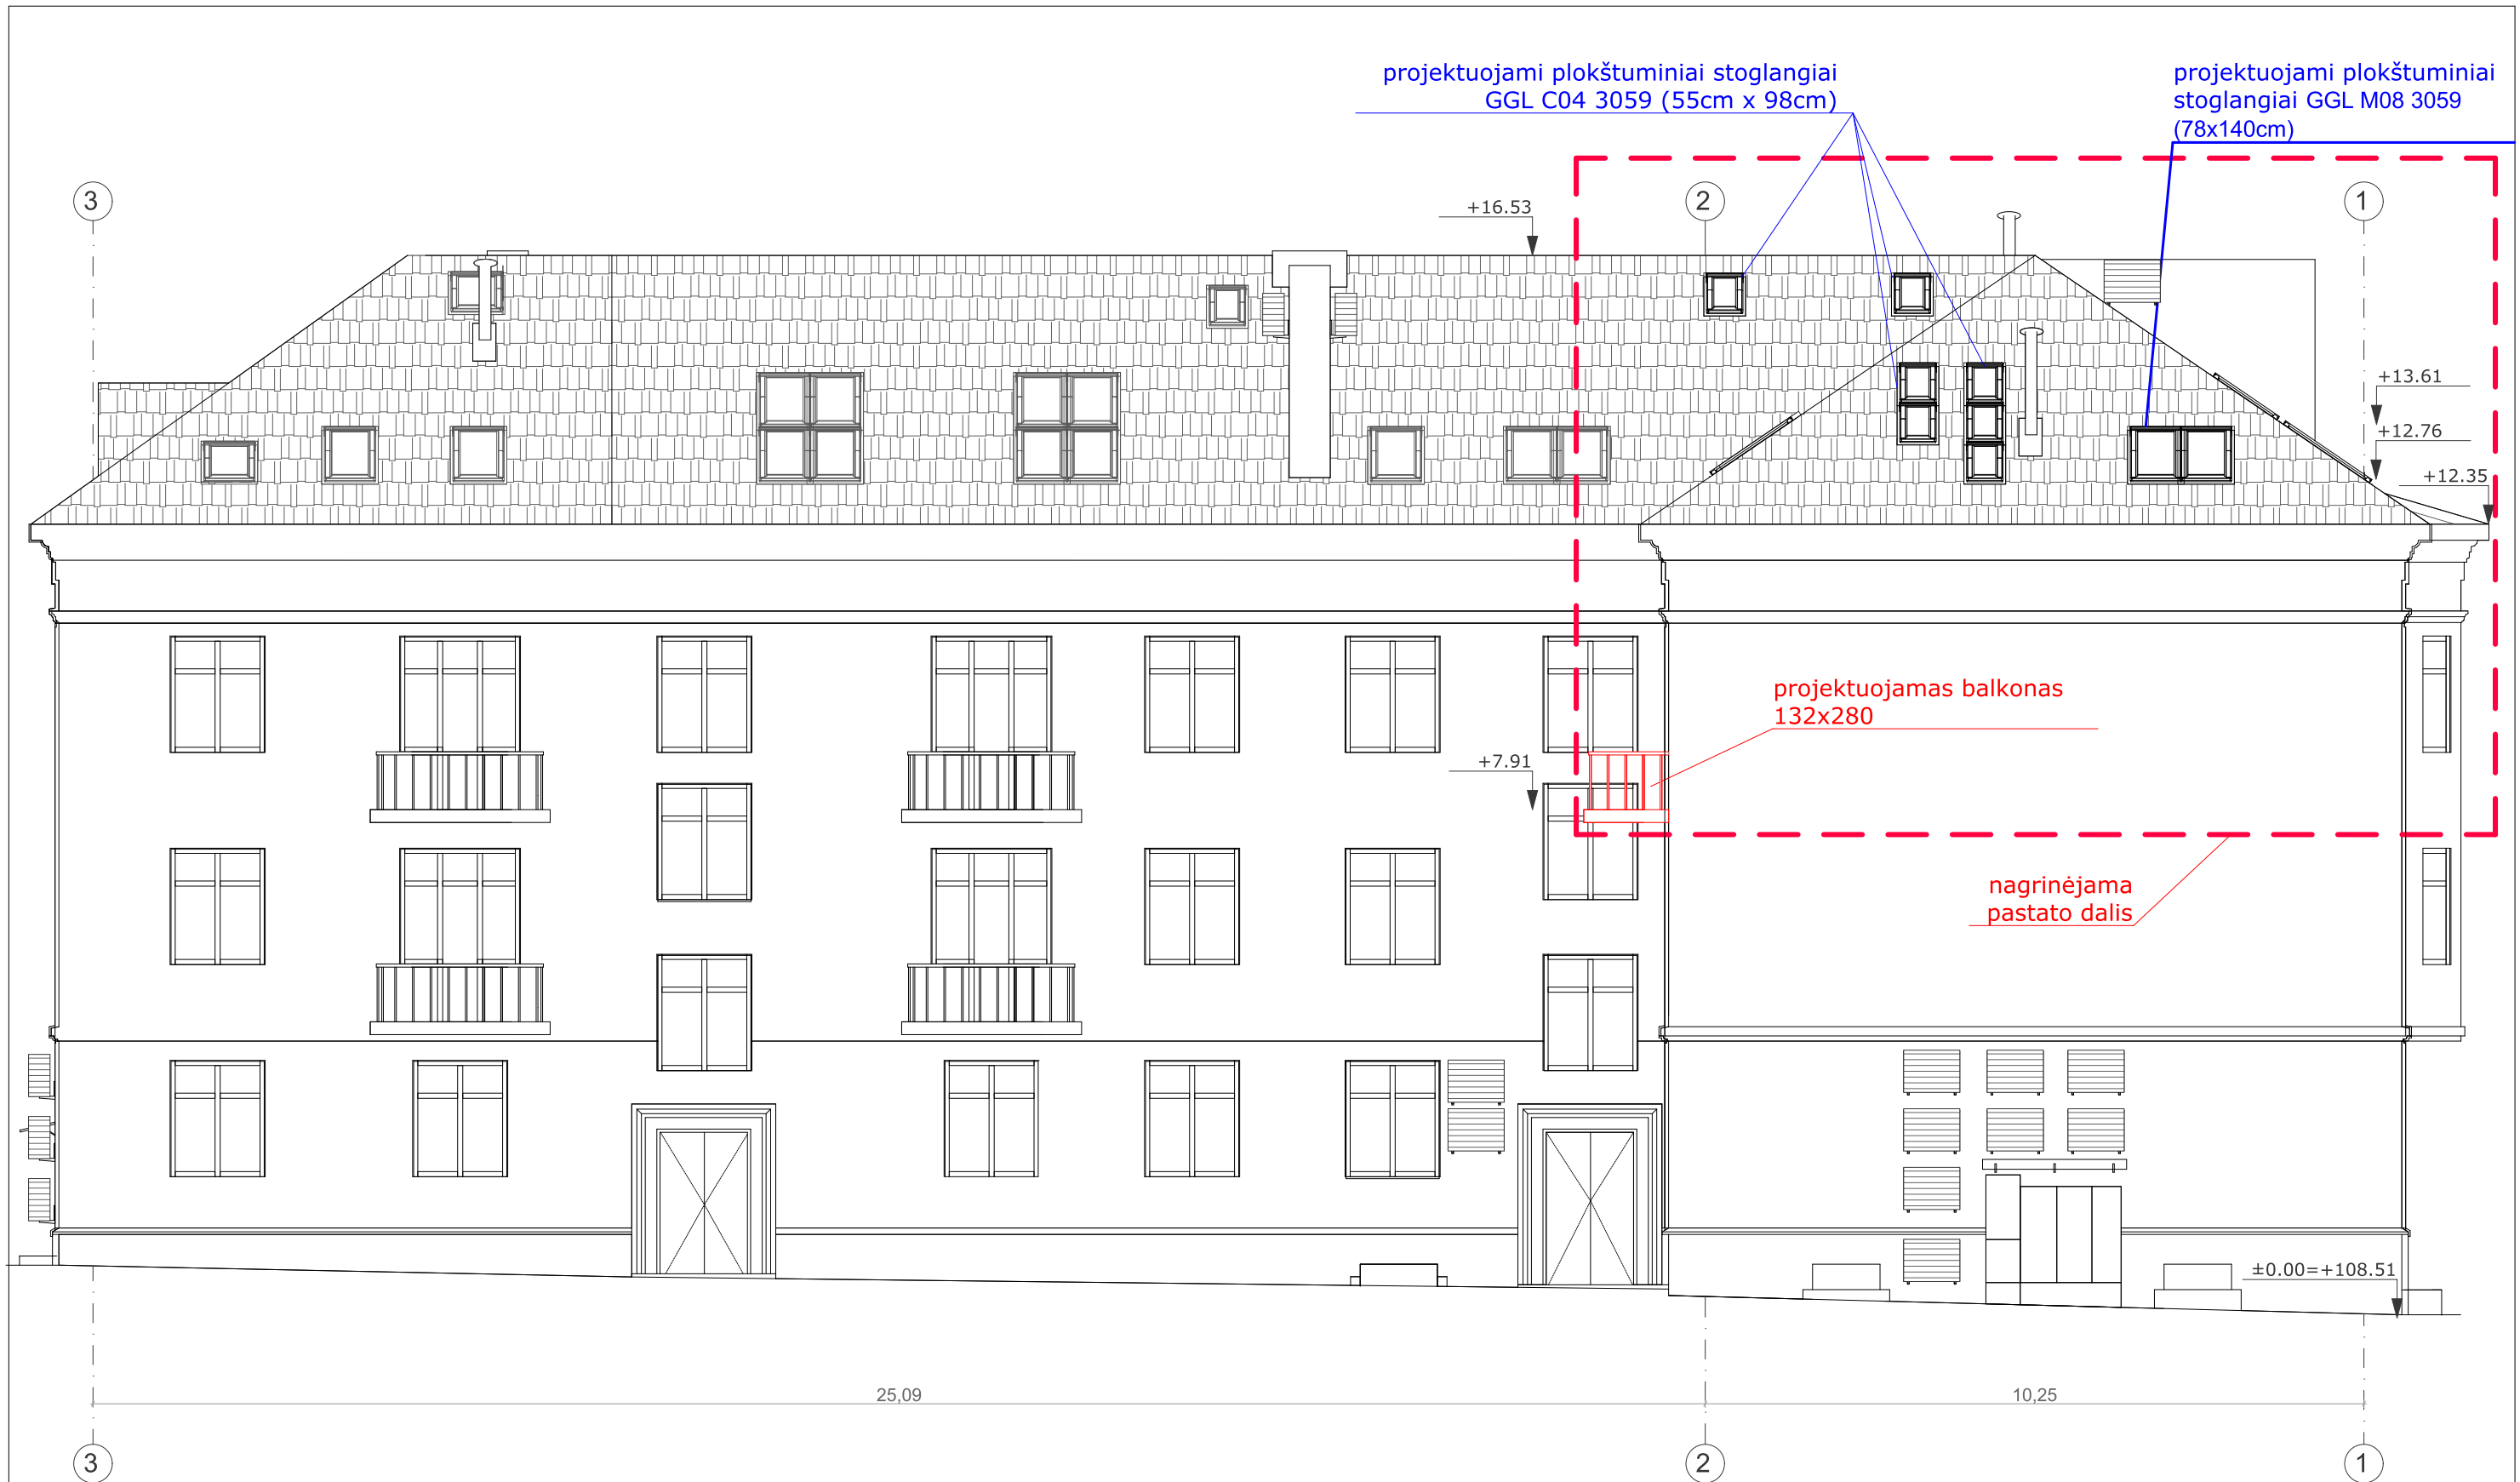 projektuojami plokštuminiai stoglangiai
GGL C04 3059 (55cm x 98cm)
projektuojami plokštuminiai
stoglangiai GGL M08 3059
(78x140cm)
3
2
1
+16.53
+13.61
+12.76
+12.35
projektuojamas balkonas
132x280
+7.91
nagrinėjama
pastato dalis
±0.00=+108.51
25,09
10,25
3
2
1